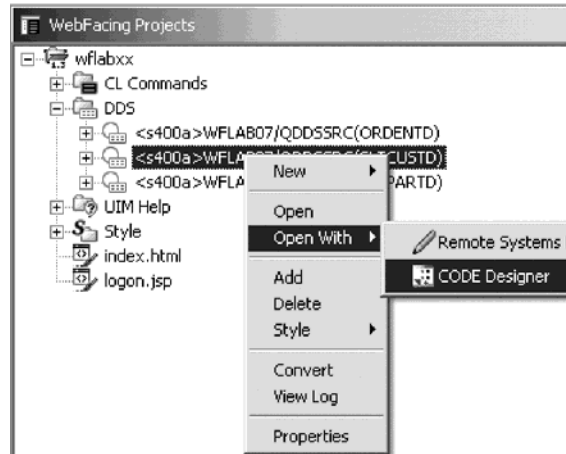 WebFacing Projects
wflabxx
CL Commands
DDS
<s400a>WFLAB07/QDDSSRC(ORDENTD)
<s400a>WFLA CUSTD)
<s400a>WFLA PARTD)
UIM Help
Style
index.html
logon.jsp
New
Open
Open With
Add
Delete
Style
Convert
View Log
Properties
Remote Systems
CODE Designer